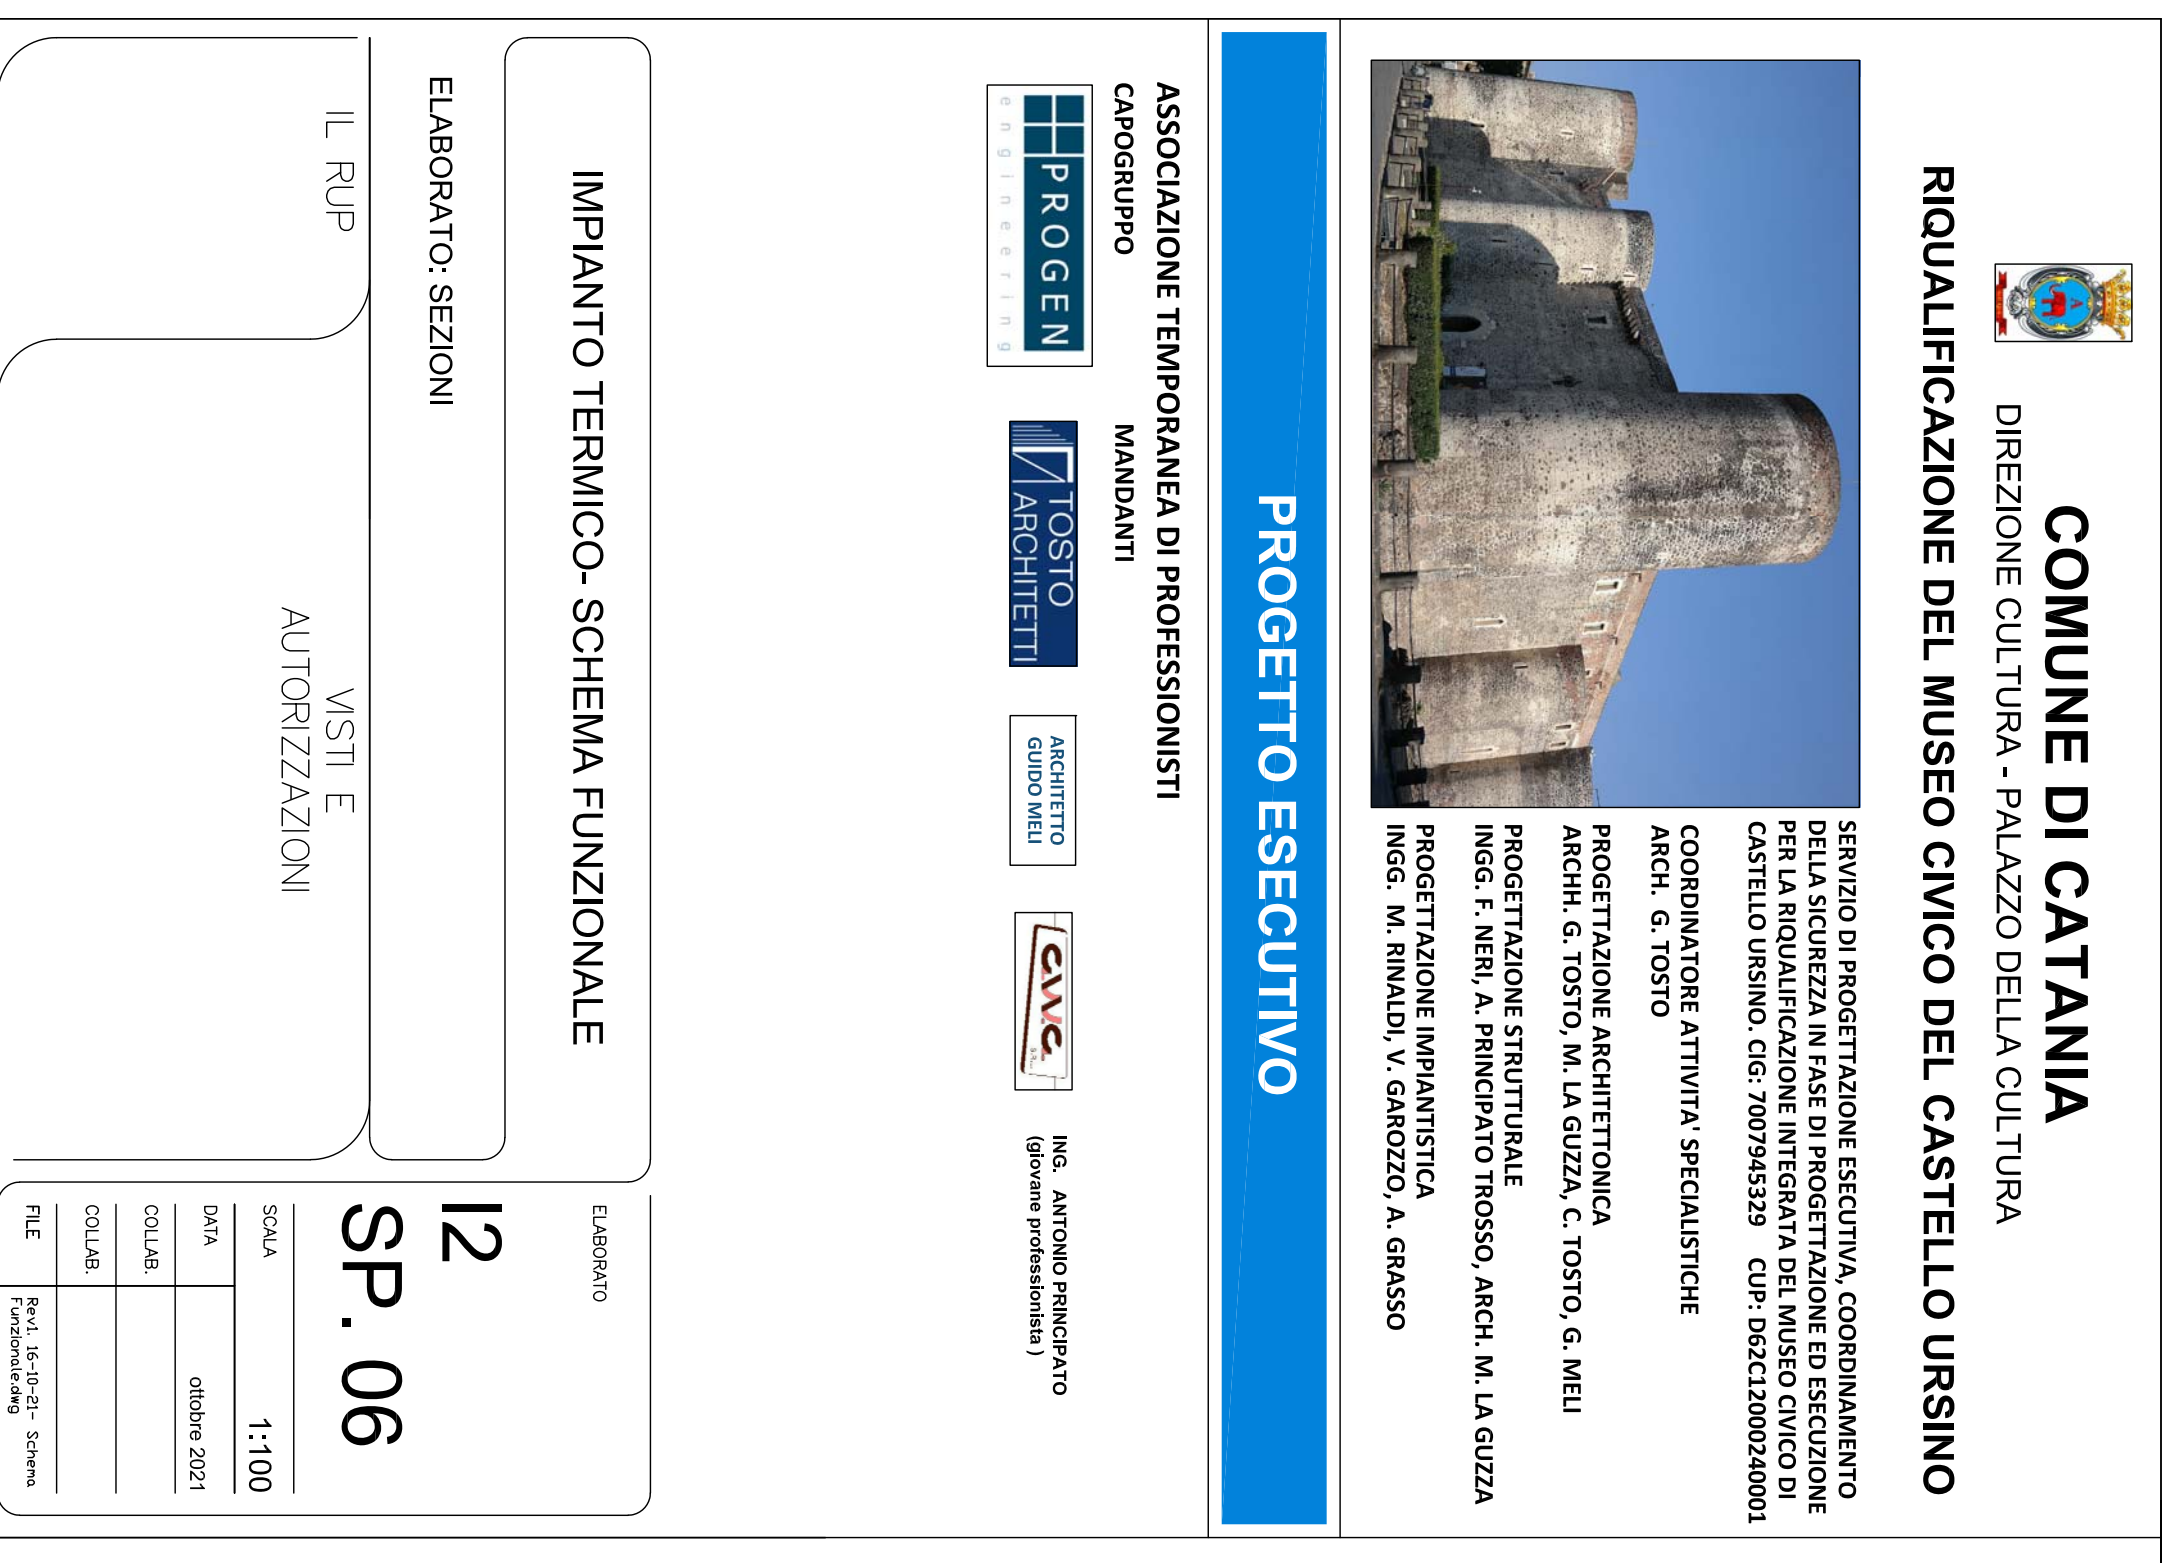 COMUNE DI CATANIA
DIREZIONE CULTURA - PALAZZO DELLA CULTURA
RIQUALIFICAZIONE DEL MUSEO CIVICO DEL CASTELLO URSINO
SERVIZIO DI PROGETTAZIONE ESECUTIVA, COORDINAMENTO
DELLA SICUREZZA IN FASE DI PROGETTAZIONE ED ESECUZIONE
PER LA RIQUALIFICAZIONE INTEGRATA DEL MUSEO CIVICO DI
CASTELLO URSINO. CIG: 7007945329 CUP: D62C12000240001
COORDINATORE ATTIVITA' SPECIALISTICHE
ARCH. G. TOSTO
PROGETTAZIONE ARCHITETTONICA
ARCHH. G. TOSTO, M. LA GUZZA, C. TOSTO, G. MELI
PROGETTAZIONE STRUTTURALE
INGG. F. NERI, A. PRINCIPATO TROSSO, ARCH. M. LA GUZZA
PROGETTAZIONE IMPIANTISTICA
INGG. M. RINALDI, V. GAROZZO, A. GRASSO
PROGETTO ESECUTIVO
ASSOCIAZIONE TEMPORANEA DI PROFESSIONISTI
CAPOGRUPPO
MANDANTI
PROGEN
engineering
TOSTO
ARCHITETTI
ARCHITETTO
GUIDO MELI
ING. ANTONIO PRINCIPATO
(giovane professionista )
IMPIANTO TERMICO- SCHEMA FUNZIONALE
ELABORATO: SEZIONI
IL RUP
VISTI E
AUTORIZZAZIONI
ELABORATO
I2
SP. 06
SCALA
1:100
DATA
ottobre 2021
COLLAB.
COLLAB.
FILE
Rev1. 16-10-21- Schema
Funzionale.dwg